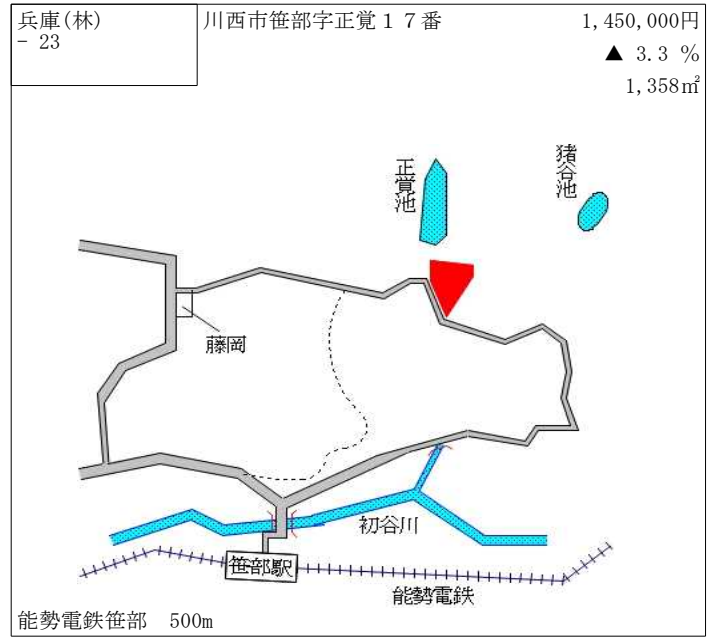 兵庫(林)
- 23
川西市笹部字正覚１７番
1,450,000円
▲ 3.3 %
1,358㎡
正覚池
猪谷池
藤岡
初谷川
笹部駅
能勢電鉄
能勢電鉄笹部　500m